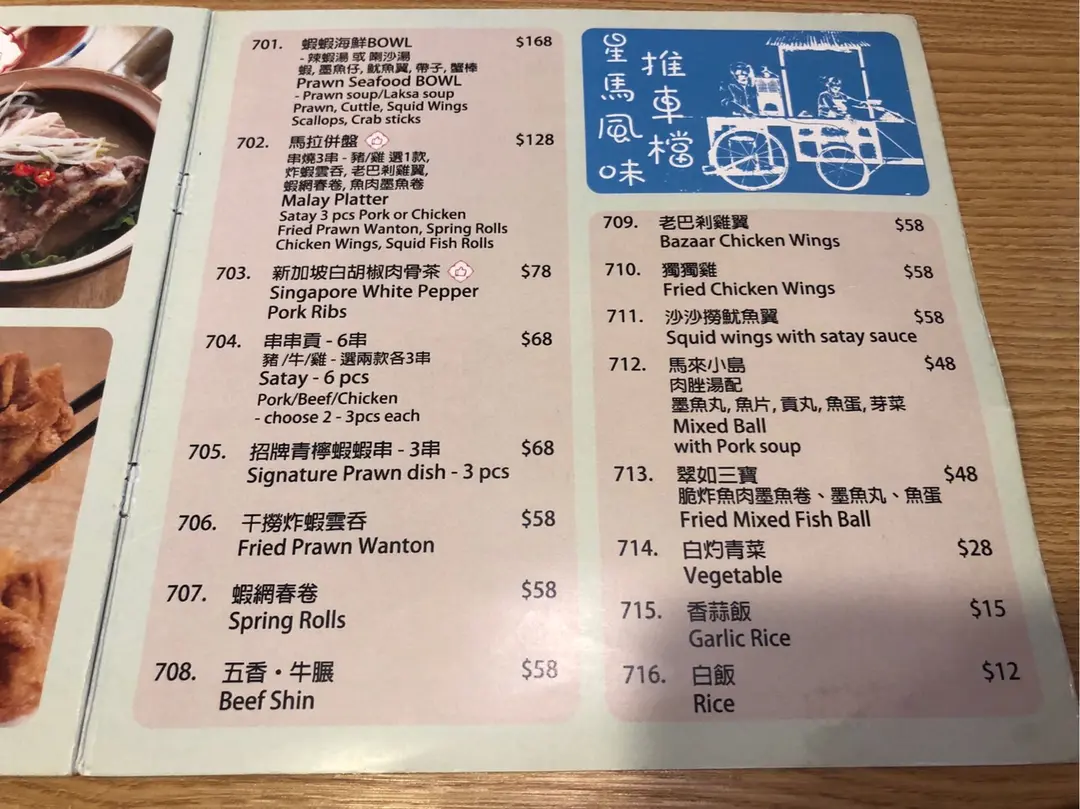 701. 蝦蝦海鮮BOWL $168
- 辣蝦湯 或 喇沙湯
蝦, 墨魚仔, 魷魚翼, 帶子, 蟹棒
Prawn Seafood BOWL
- Prawn soup/Laksa soup
Prawn, Cuttle, Squid Wings
Scallops, Crab sticks
702. 馬拉併盤 $128
串燒3串 - 豬/雞 選1款,
炸蝦雲吞, 老巴剎雞翼,
蝦網春卷, 魚肉墨魚卷
Malay Platter
Satay 3 pcs Pork or Chicken
Fried Prawn Wanton, Spring Rolls
Chicken Wings, Squid Fish Rolls
703. 新加坡白胡椒肉骨茶 $78
Singapore White Pepper
Pork Ribs
704. 串串貢 - 6串 $68
豬 /牛/雞 - 選兩款各3串
Satay - 6 pcs
Pork/Beef/Chicken
- choose 2 - 3pcs each
705. 招牌青檸蝦蝦串 - 3串 $68
Signature Prawn dish - 3 pcs
706. 干撈炸蝦雲吞 $58
Fried Prawn Wanton
707. 蝦網春卷 $58
Spring Rolls
708. 五香・牛𦟌 $58
Beef Shin
星馬風味
推車檔
709. 老巴剎雞翼 $58
Bazaar Chicken Wings
710. 獨獨雞 $58
Fried Chicken Wings
711. 沙沙撈魷魚翼 $58
Squid wings with satay sauce
712. 馬來小島 $48
肉脞湯配
墨魚丸, 魚片, 貢丸, 魚蛋, 芽菜
Mixed Ball
with Pork soup
713. 翠如三寶 $48
脆炸魚肉墨魚卷、墨魚丸、魚蛋
Fried Mixed Fish Ball
714. 白灼青菜 $28
Vegetable
715. 香蒜飯 $15
Garlic Rice
716. 白飯 $12
Rice